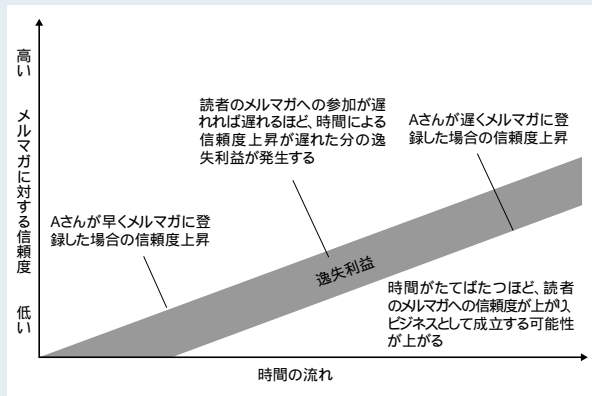 高い
メルマガに対する信頼度
低い
読者のメルマガへの参加が遅
れれば遅れるほど、時間による
信頼度上昇が遅れた分の逸
失利益が発生する
Aさんが遅くメルマガに登
録した場合の信頼度上昇
Aさんが早くメルマガに登
録した場合の信頼度上昇
逸失利益
時間がたてばたつほど、読者
のメルマガへの信頼度が上がり、
ビジネスとして成立する可能性
が上がる
時間の流れ